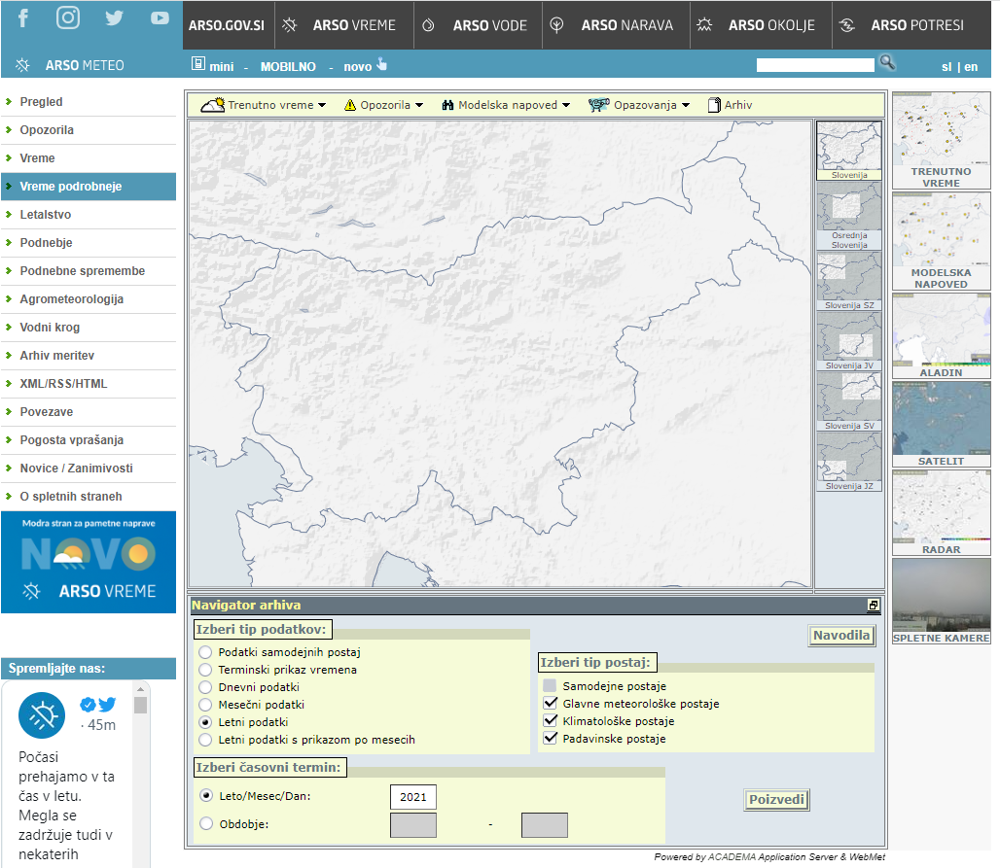 ARSO.GOV.SI
ARSO VREME
ARSO VODE
ARSO NARAVA
ARSO OKOLJE
ARSO POTRESI
ARSO METEO
mini - MOBILNO - novo
sl | en
Pregled
Opozorila
Vreme
Vreme podrobneje
Letalstvo
Podnebje
Podnebne spremembe
Agrometeorologija
Vodni krog
Arhiv meritev
XML/RSS/HTML
Povezave
Pogosta vprašanja
Novice / Zanimivosti
O spletnih straneh
Modra stran za pametne naprave
NOVO
ARSO VREME
Spremljajte nas:
· 45m
Počasi
prehajamo v ta
čas v letu.
Megla se
zadržuje tudi v
nekaterih
Trenutno vreme
Opozorila
Modelska napoved
Opazovanja
Arhiv
Slovenija
Osrednja
Slovenija
Slovenija SZ
Slovenija JV
Slovenija SV
Slovenija JZ
TRENUTNO
VREME
MODELSKA
NAPOVED
ALADIN
SATELIT
RADAR
SPLETNE KAMERE
Navigator arhiva
Izberi tip podatkov:
Podatki samodejnih postaj
Terminski prikaz vremena
Dnevni podatki
Mesečni podatki
Letni podatki
Letni podatki s prikazom po mesecih
Navodila
Izberi tip postaj:
Samodejne postaje
Glavne meteorološke postaje
Klimatološke postaje
Padavinske postaje
Izberi časovni termin:
Leto/Mesec/Dan:
2021
Obdobje:
-
Poizvedi
Powered by ACADEMA Application Server & WebMet